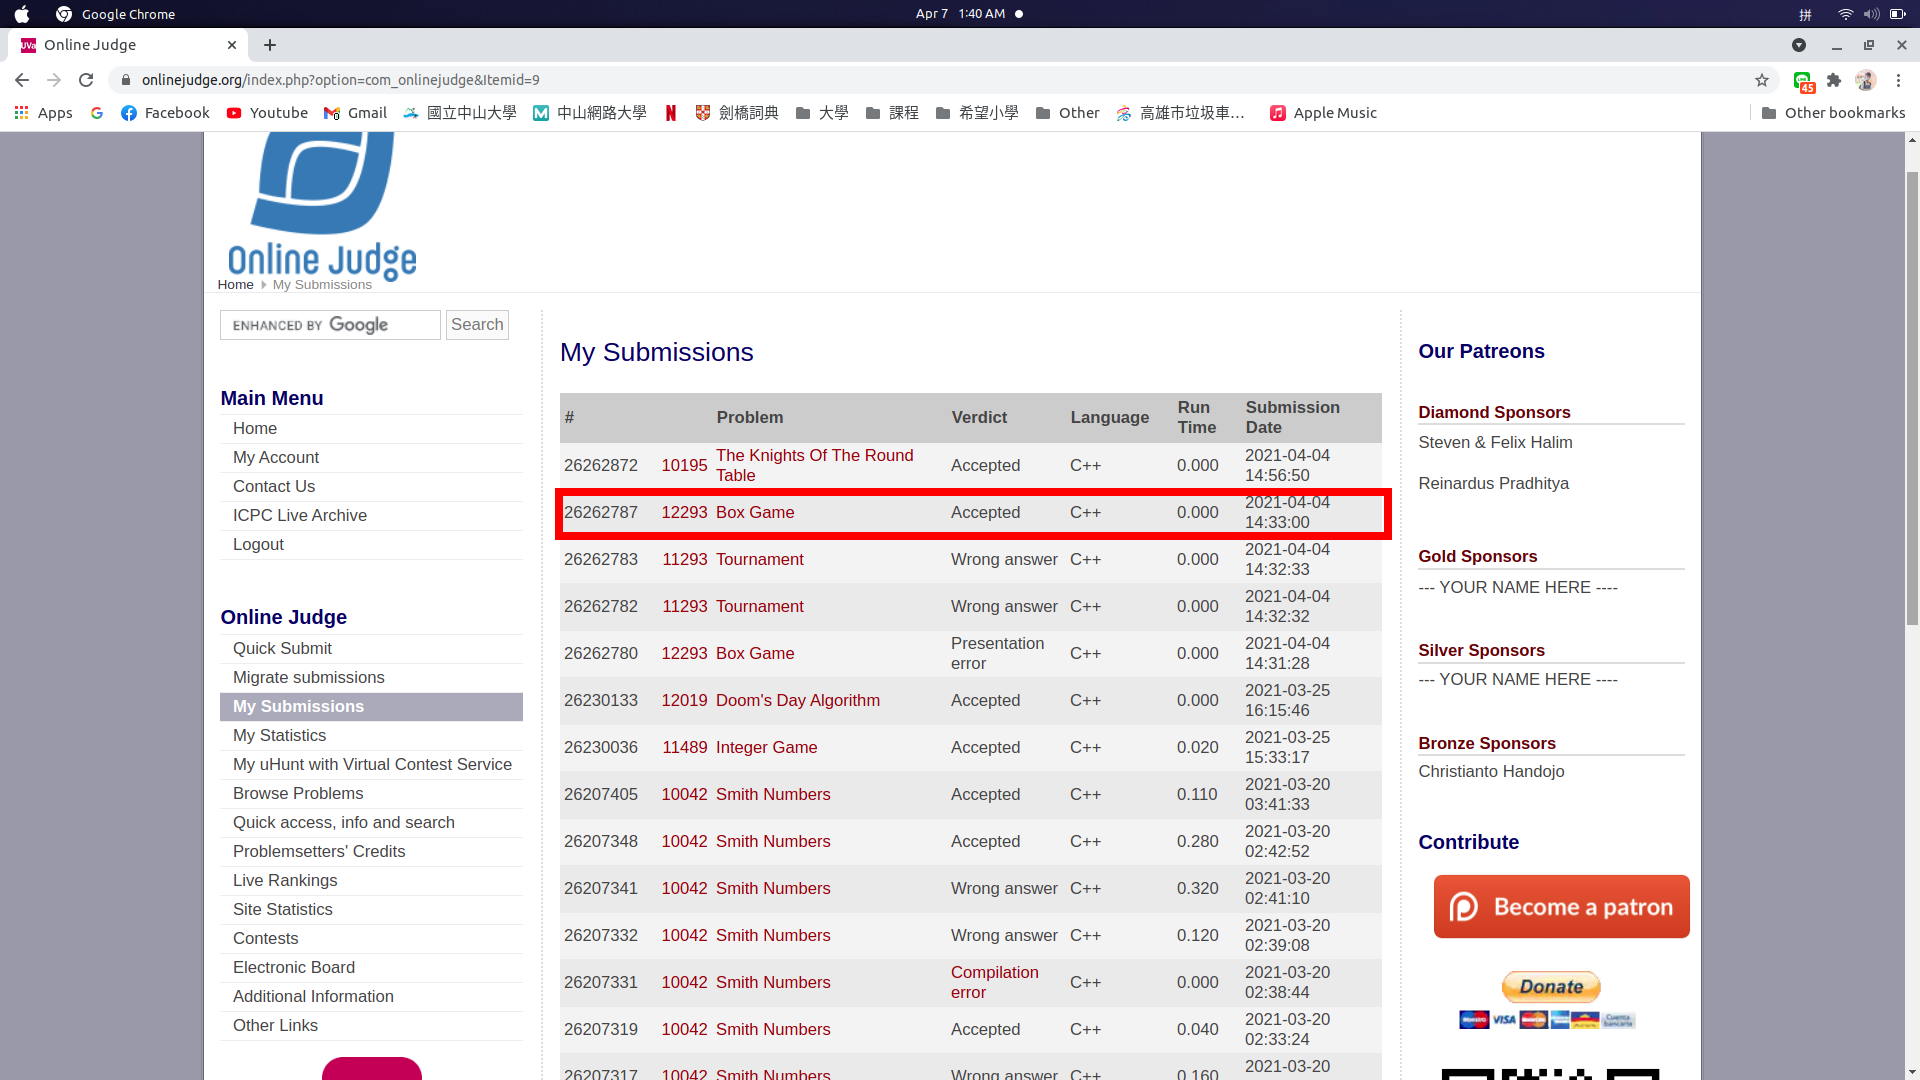 Google Chrome
Apr 7 1:40 AM
拼
UVa Online Judge
onlinejudge.org/index.php?option=com_onlinejudge&Itemid=9
45
Apps
Facebook
Youtube
Gmail
國立中山大學
中山網路大學
劍橋詞典
大學
課程
希望小學
Other
高雄市垃圾車…
Apple Music
Other bookmarks
Online Judge
Home My Submissions
ENHANCED BY Google Search
Main Menu
Home
My Account
Contact Us
ICPC Live Archive
Logout
Online Judge
Quick Submit
Migrate submissions
My Submissions
My Statistics
My uHunt with Virtual Contest Service
Browse Problems
Quick access, info and search
Problemsetters' Credits
Live Rankings
Site Statistics
Contests
Electronic Board
Additional Information
Other Links
My Submissions
# Problem Verdict Language Run Time Submission Date
26262872 10195 The Knights Of The Round Table Accepted C++ 0.000 2021-04-04 14:56:50
26262787 12293 Box Game Accepted C++ 0.000 2021-04-04 14:33:00
26262783 11293 Tournament Wrong answer C++ 0.000 2021-04-04 14:32:33
26262782 11293 Tournament Wrong answer C++ 0.000 2021-04-04 14:32:32
26262780 12293 Box Game Presentation error C++ 0.000 2021-04-04 14:31:28
26230133 12019 Doom's Day Algorithm Accepted C++ 0.000 2021-03-25 16:15:46
26230036 11489 Integer Game Accepted C++ 0.020 2021-03-25 15:33:17
26207405 10042 Smith Numbers Accepted C++ 0.110 2021-03-20 03:41:33
26207348 10042 Smith Numbers Accepted C++ 0.280 2021-03-20 02:42:52
26207341 10042 Smith Numbers Wrong answer C++ 0.320 2021-03-20 02:41:10
26207332 10042 Smith Numbers Wrong answer C++ 0.120 2021-03-20 02:39:08
26207331 10042 Smith Numbers Compilation error C++ 0.000 2021-03-20 02:38:44
26207319 10042 Smith Numbers Accepted C++ 0.040 2021-03-20 02:33:24
26207317 10042 Smith Numbers Wrong answer C++ 0.160 2021-03-20
Our Patreons
Diamond Sponsors
Steven & Felix Halim
Reinardus Pradhitya
Gold Sponsors
--- YOUR NAME HERE ----
Silver Sponsors
--- YOUR NAME HERE ----
Bronze Sponsors
Christianto Handojo
Contribute
Become a patron
Donate
Maestro VISA MasterCard Cuenta bancaria